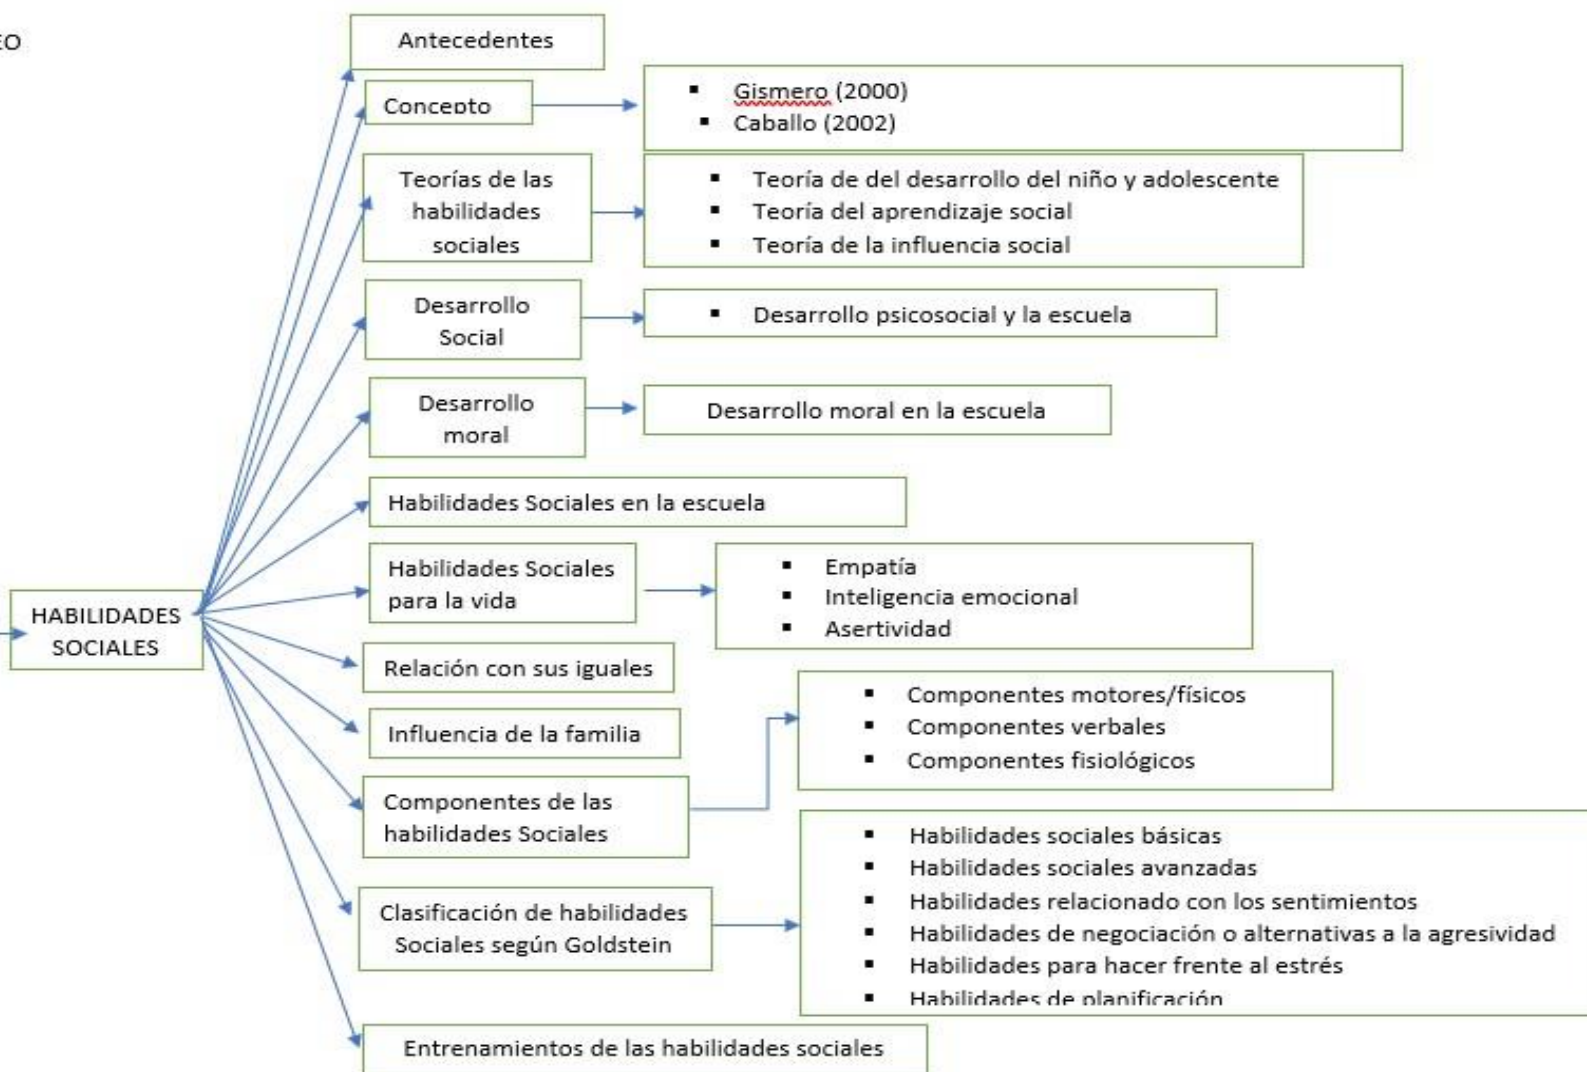 EO
Antecedentes
Concepto
▪ Gismero (2000)
▪ Caballo (2002)
Teorías de las
habilidades
sociales
▪ Teoría de del desarrollo del niño y adolescente
▪ Teoría del aprendizaje social
▪ Teoría de la influencia social
Desarrollo
Social
▪ Desarrollo psicosocial y la escuela
Desarrollo
moral
Desarrollo moral en la escuela
Habilidades Sociales en la escuela
Habilidades Sociales
para la vida
▪ Empatía
▪ Inteligencia emocional
▪ Asertividad
HABILIDADES
SOCIALES
Relación con sus iguales
Influencia de la familia
Componentes de las
habilidades Sociales
▪ Componentes motores/físicos
▪ Componentes verbales
▪ Componentes fisiológicos
Clasificación de habilidades
Sociales según Goldstein
▪ Habilidades sociales básicas
▪ Habilidades sociales avanzadas
▪ Habilidades relacionado con los sentimientos
▪ Habilidades de negociación o alternativas a la agresividad
▪ Habilidades para hacer frente al estrés
▪ Habilidades de planificación
Entrenamientos de las habilidades sociales